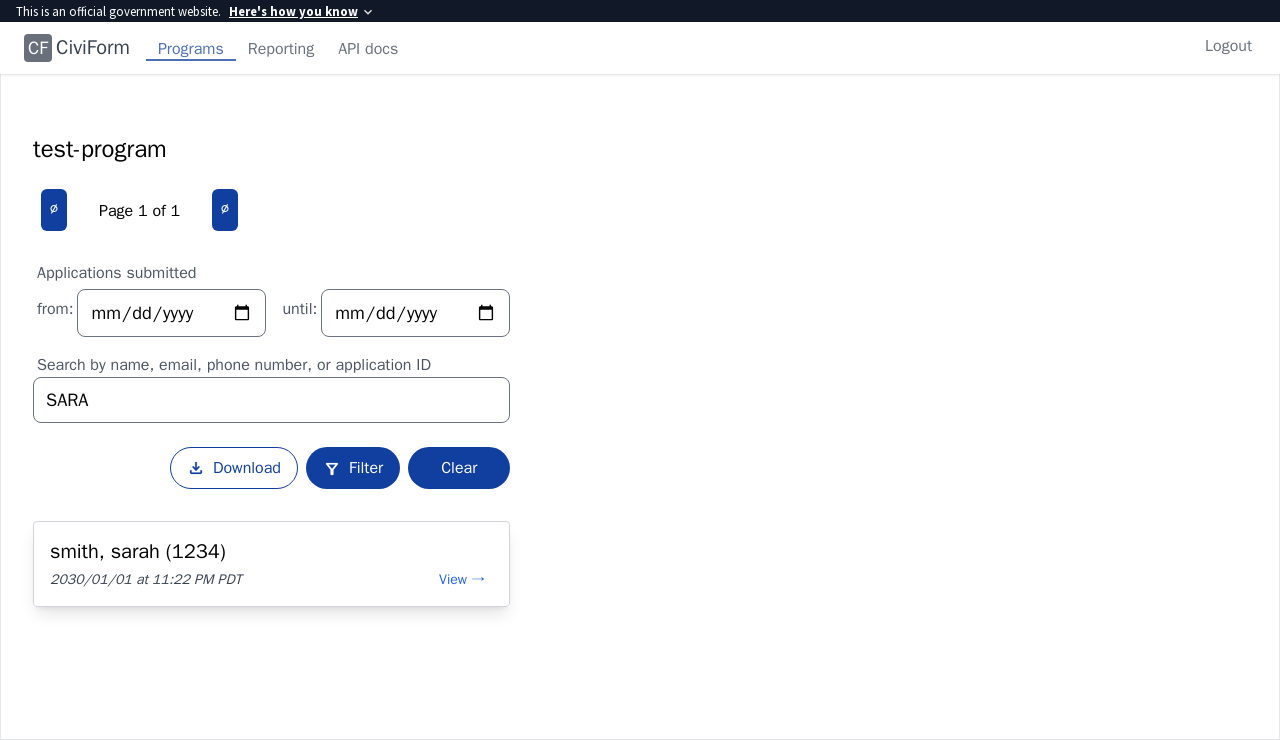 This is an official government website. Here's how you know
CF CiviForm Programs Reporting API docs Logout
test-program
∅ Page 1 of 1 ∅
Applications submitted
from: mm/dd/yyyy until: mm/dd/yyyy
Search by name, email, phone number, or application ID
SARA
Download Filter Clear
smith, sarah (1234)
2030/01/01 at 11:22 PM PDT View →